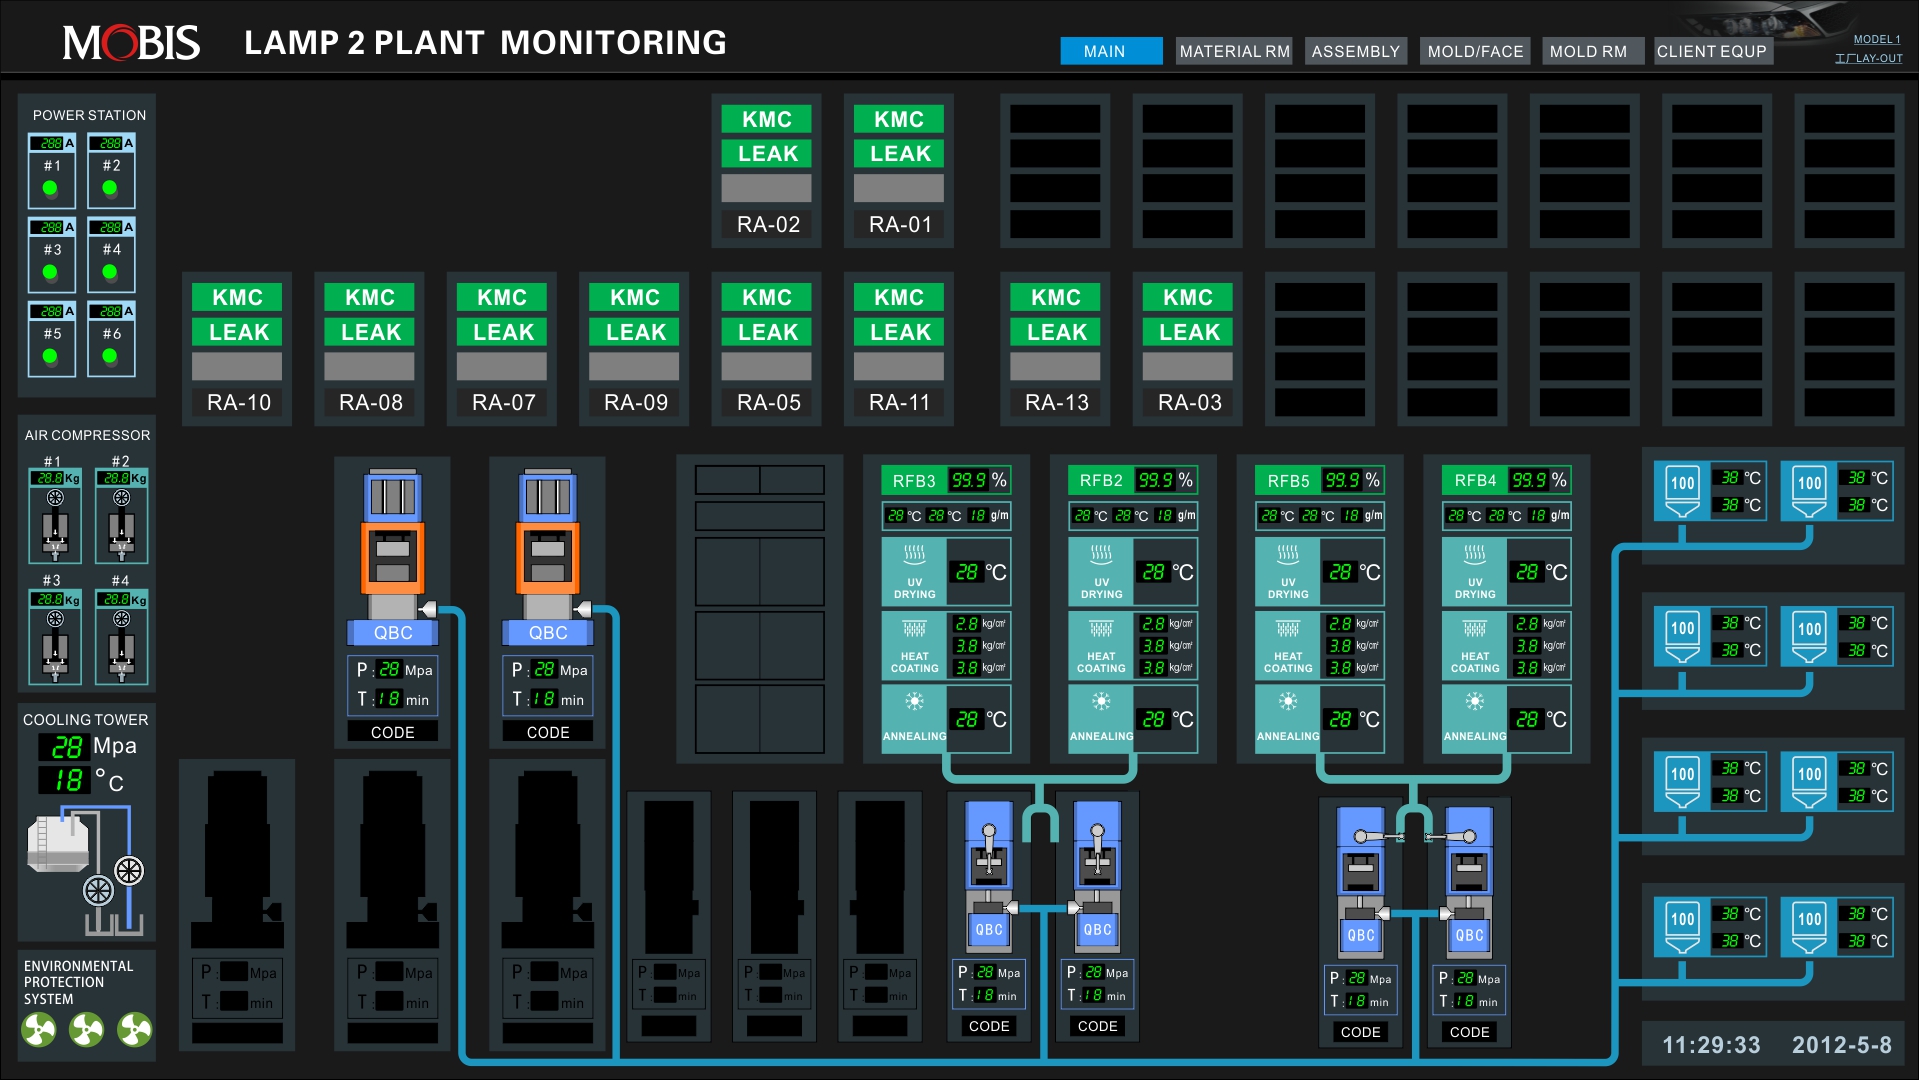 MOBIS
LAMP 2 PLANT MONITORING
MAIN
MATERIAL RM
ASSEMBLY
MOLD/FACE
MOLD RM
CLIENT EQUP
MODEL 1
工厂LAY-OUT
POWER STATION
288 A 288 A
#1 #2
288 A 288 A
#3 #4
288 A 288 A
#5 #6
AIR COMPRESSOR
#1 #2
28.8 Kg 28.8 Kg
#3 #4
28.8 Kg 28.8 Kg
COOLING TOWER
28 Mpa
18 °C
ENVIRONMENTAL
PROTECTION
SYSTEM
KMC KMC
LEAK LEAK
RA-02 RA-01
KMC KMC KMC KMC KMC KMC KMC KMC
LEAK LEAK LEAK LEAK LEAK LEAK LEAK LEAK
RA-10 RA-08 RA-07 RA-09 RA-05 RA-11 RA-13 RA-03
QBC QBC
P : 28 Mpa P : 28 Mpa
T : 18 min T : 18 min
CODE CODE
RFB3 99.9 % RFB2 99.9 % RFB5 99.9 % RFB4 99.9 %
28 °C 28 °C 18 g/m 28 °C 28 °C 18 g/m 28 °C 28 °C 18 g/m 28 °C 28 °C 18 g/m
UV DRYING 28 °C UV DRYING 28 °C UV DRYING 28 °C UV DRYING 28 °C
2.8 kg/cm² 2.8 kg/cm² 2.8 kg/cm² 2.8 kg/cm²
HEAT 3.8 kg/cm² HEAT 3.8 kg/cm² HEAT 3.8 kg/cm² HEAT 3.8 kg/cm²
COATING 3.8 kg/cm² COATING 3.8 kg/cm² COATING 3.8 kg/cm² COATING 3.8 kg/cm²
ANNEALING 28 °C ANNEALING 28 °C ANNEALING 28 °C ANNEALING 28 °C
P : Mpa P : Mpa P : Mpa P : Mpa P : Mpa P : Mpa
T : min T : min T : min T : min T : min T : min
QBC QBC QBC QBC
P : 28 Mpa P : 28 Mpa P : 28 Mpa P : 28 Mpa
T : 18 min T : 18 min T : 18 min T : 18 min
CODE CODE CODE CODE
100 38 °C 100 38 °C
38 °C 38 °C
100 38 °C 100 38 °C
38 °C 38 °C
100 38 °C 100 38 °C
38 °C 38 °C
100 38 °C 100 38 °C
38 °C 38 °C
11:29:33 2012-5-8